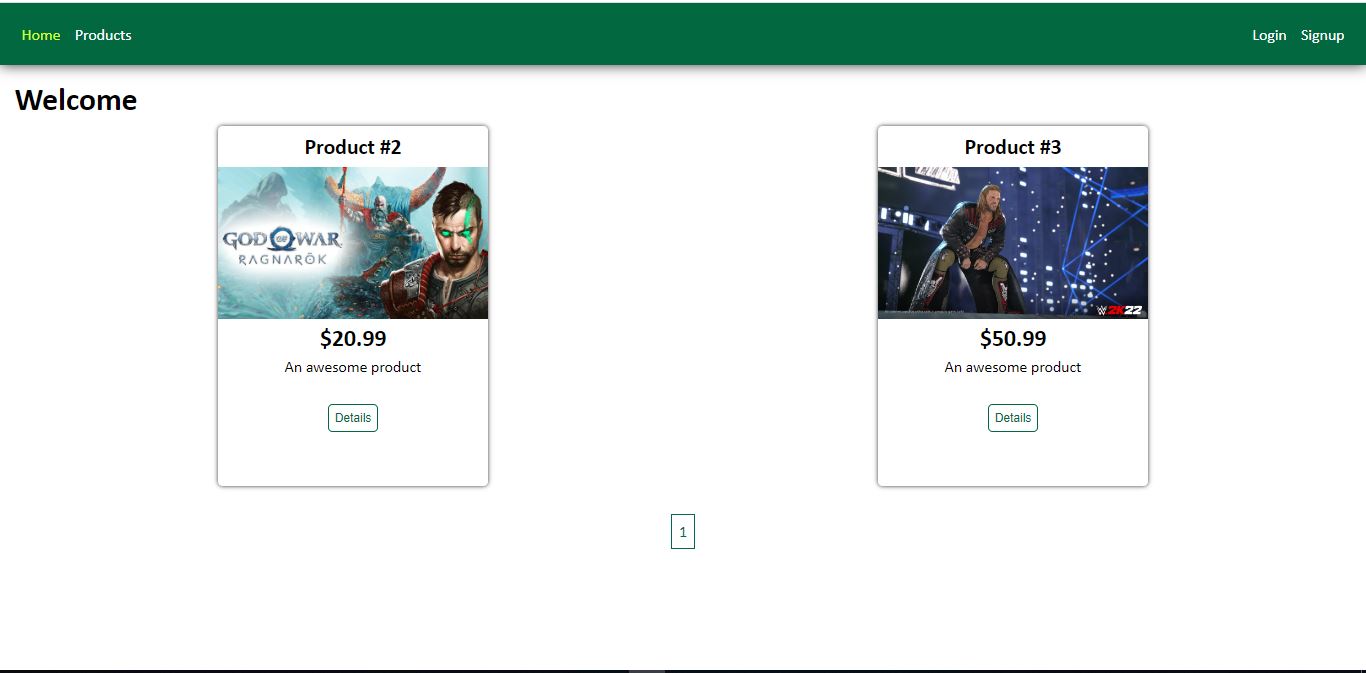 Home Products Login Signup
Welcome
Product #2
GOD OF WAR
RAGNARÖK
$20.99
An awesome product
Details
Product #3
W 2K22
$50.99
An awesome product
Details
1